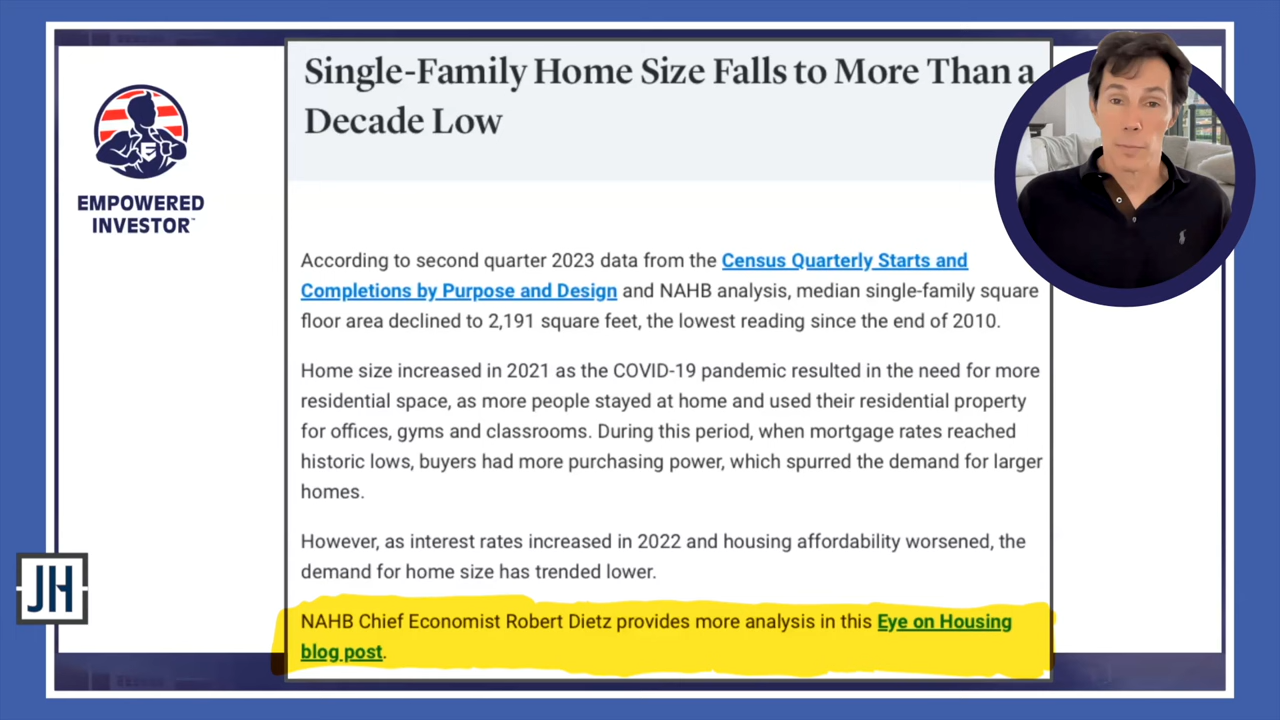 Single-Family Home Size Falls to More Than a
Decade Low
EMPOWERED
INVESTOR™
According to second quarter 2023 data from the Census Quarterly Starts and
Completions by Purpose and Design and NAHB analysis, median single-family square
floor area declined to 2,191 square feet, the lowest reading since the end of 2010.
Home size increased in 2021 as the COVID-19 pandemic resulted in the need for more
residential space, as more people stayed at home and used their residential property
for offices, gyms and classrooms. During this period, when mortgage rates reached
historic lows, buyers had more purchasing power, which spurred the demand for larger
homes.
However, as interest rates increased in 2022 and housing affordability worsened, the
demand for home size has trended lower.
JH
NAHB Chief Economist Robert Dietz provides more analysis in this Eye on Housing
blog post.